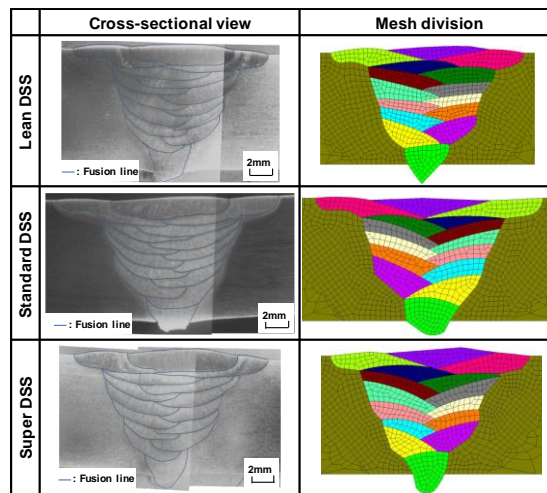 Cross-sectional view
Mesh division
Lean DSS
2mm
— : Fusion line
Standard DSS
2mm
— : Fusion line
Super DSS
2mm
— : Fusion line